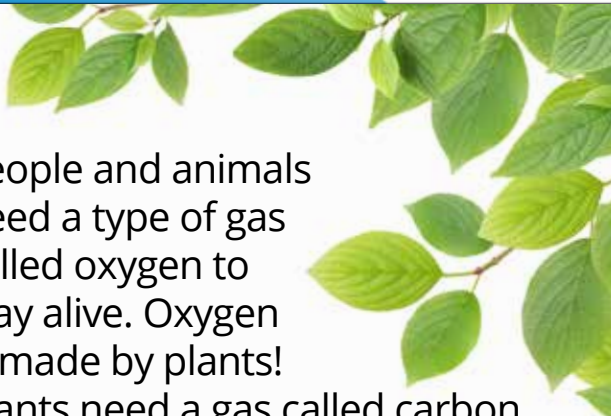 eople and animals
eed a type of gas
lled oxygen to
ay alive. Oxygen
made by plants!
ants need a gas called carbon